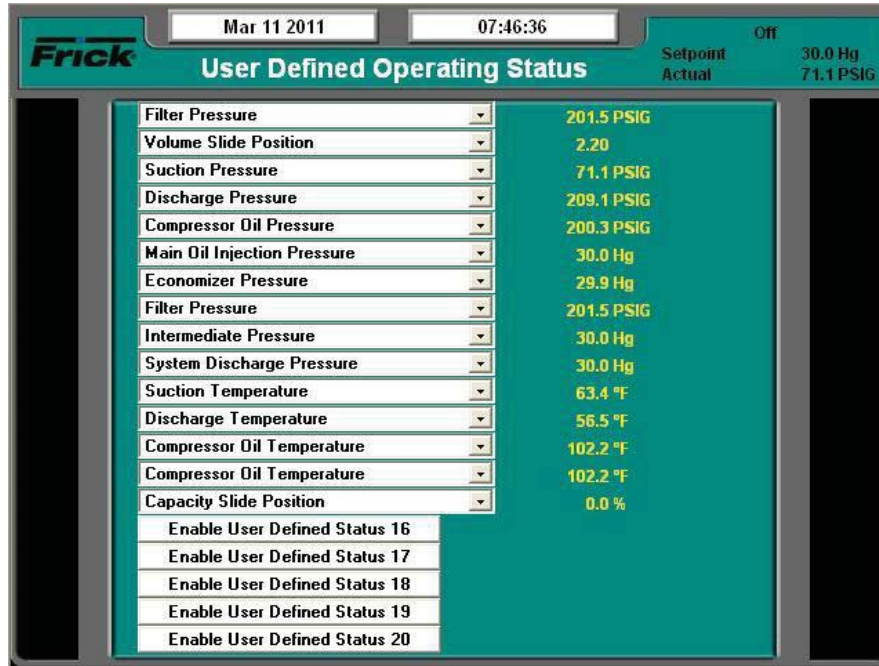 Mar 11 2011 07:46:36
Off
Frick
User Defined Operating Status
Setpoint 30.0 Hg
Actual 71.1 PSIG
Filter Pressure 201.5 PSIG
Volume Slide Position 2.20
Suction Pressure 71.1 PSIG
Discharge Pressure 209.1 PSIG
Compressor Oil Pressure 200.3 PSIG
Main Oil Injection Pressure 30.0 Hg
Economizer Pressure 29.9 Hg
Filter Pressure 201.5 PSIG
Intermediate Pressure 30.0 Hg
System Discharge Pressure 30.0 Hg
Suction Temperature 63.4 °F
Discharge Temperature 56.5 °F
Compressor Oil Temperature 102.2 °F
Compressor Oil Temperature 102.2 °F
Capacity Slide Position 0.0 %
Enable User Defined Status 16
Enable User Defined Status 17
Enable User Defined Status 18
Enable User Defined Status 19
Enable User Defined Status 20